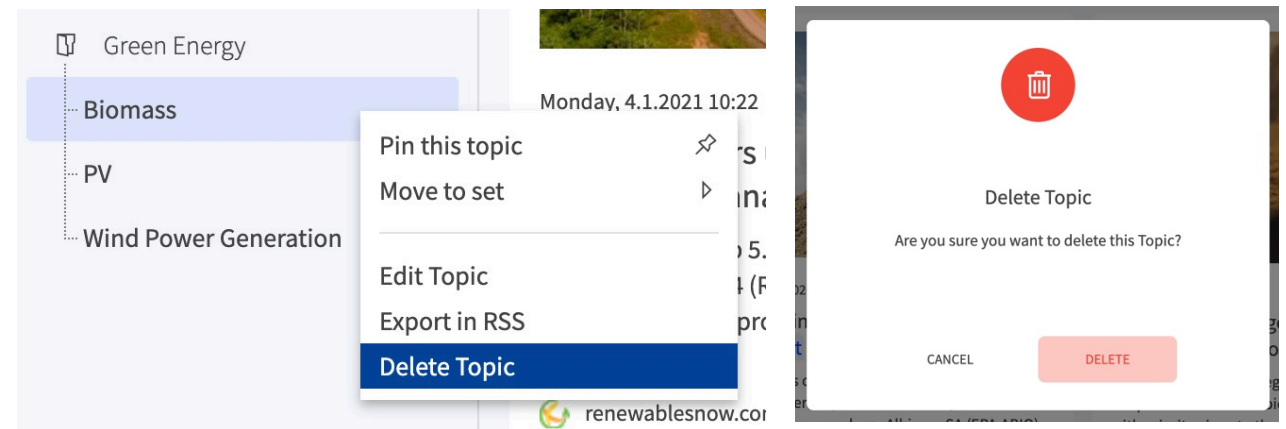 Green Energy
Biomass
PV
Wind Power Generation
Monday, 4.1.2021 10:22
Pin this topic
Move to set
Edit Topic
Export in RSS
Delete Topic
renewablesnow.com
Delete Topic
Are you sure you want to delete this Topic?
CANCEL
DELETE